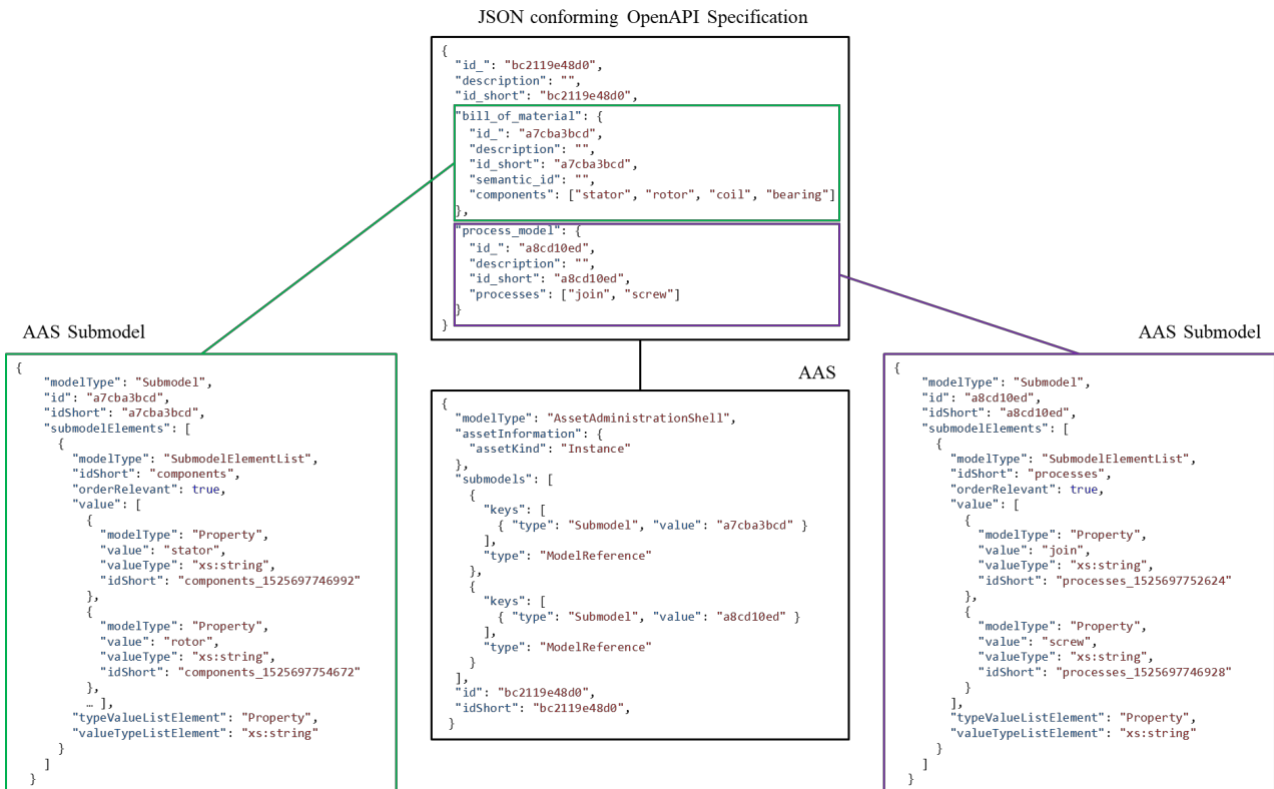 JSON conforming OpenAPI Specification
{
"id_": "bc2119e48d0",
"description": "",
"id_short": "bc2119e48d0",
"bill_of_material": {
"id_": "a7cba3bcd",
"description": "",
"id_short": "a7cba3bcd",
"semantic_id": "",
"components": ["stator", "rotor", "coil", "bearing"]
},
"process_model": {
"id_": "a8cd10ed",
"description": "",
"id_short": "a8cd10ed",
"processes": ["join", "screw"]
}
}
AAS Submodel
{
"modelType": "Submodel",
"id": "a7cba3bcd",
"idShort": "a7cba3bcd",
"submodelElements": [
{
"modelType": "SubmodelElementList",
"idShort": "components",
"orderRelevant": true,
"value": [
{
"modelType": "Property",
"value": "stator",
"valueType": "xs:string",
"idShort": "components_1525697746992"
},
{
"modelType": "Property",
"value": "rotor",
"valueType": "xs:string",
"idShort": "components_1525697754672"
},
… ],
"typeValueListElement": "Property",
"valueTypeListElement": "xs:string"
}
]
}
AAS
{
"modelType": "AssetAdministrationShell",
"assetInformation": {
"assetKind": "Instance"
},
"submodels": [
{
"keys": [
{ "type": "Submodel", "value": "a7cba3bcd" }
],
"type": "ModelReference"
},
{
"keys": [
{ "type": "Submodel", "value": "a8cd10ed" }
],
"type": "ModelReference"
}
],
"id": "bc2119e48d0",
"idShort": "bc2119e48d0",
}
AAS Submodel
{
"modelType": "Submodel",
"id": "a8cd10ed",
"idShort": "a8cd10ed",
"submodelElements": [
{
"modelType": "SubmodelElementList",
"idShort": "processes",
"orderRelevant": true,
"value": [
{
"modelType": "Property",
"value": "join",
"valueType": "xs:string",
"idShort": "processes_1525697752624"
},
{
"modelType": "Property",
"value": "screw",
"valueType": "xs:string",
"idShort": "processes_1525697746928"
}
],
"typeValueListElement": "Property",
"valueTypeListElement": "xs:string"
}
]
}